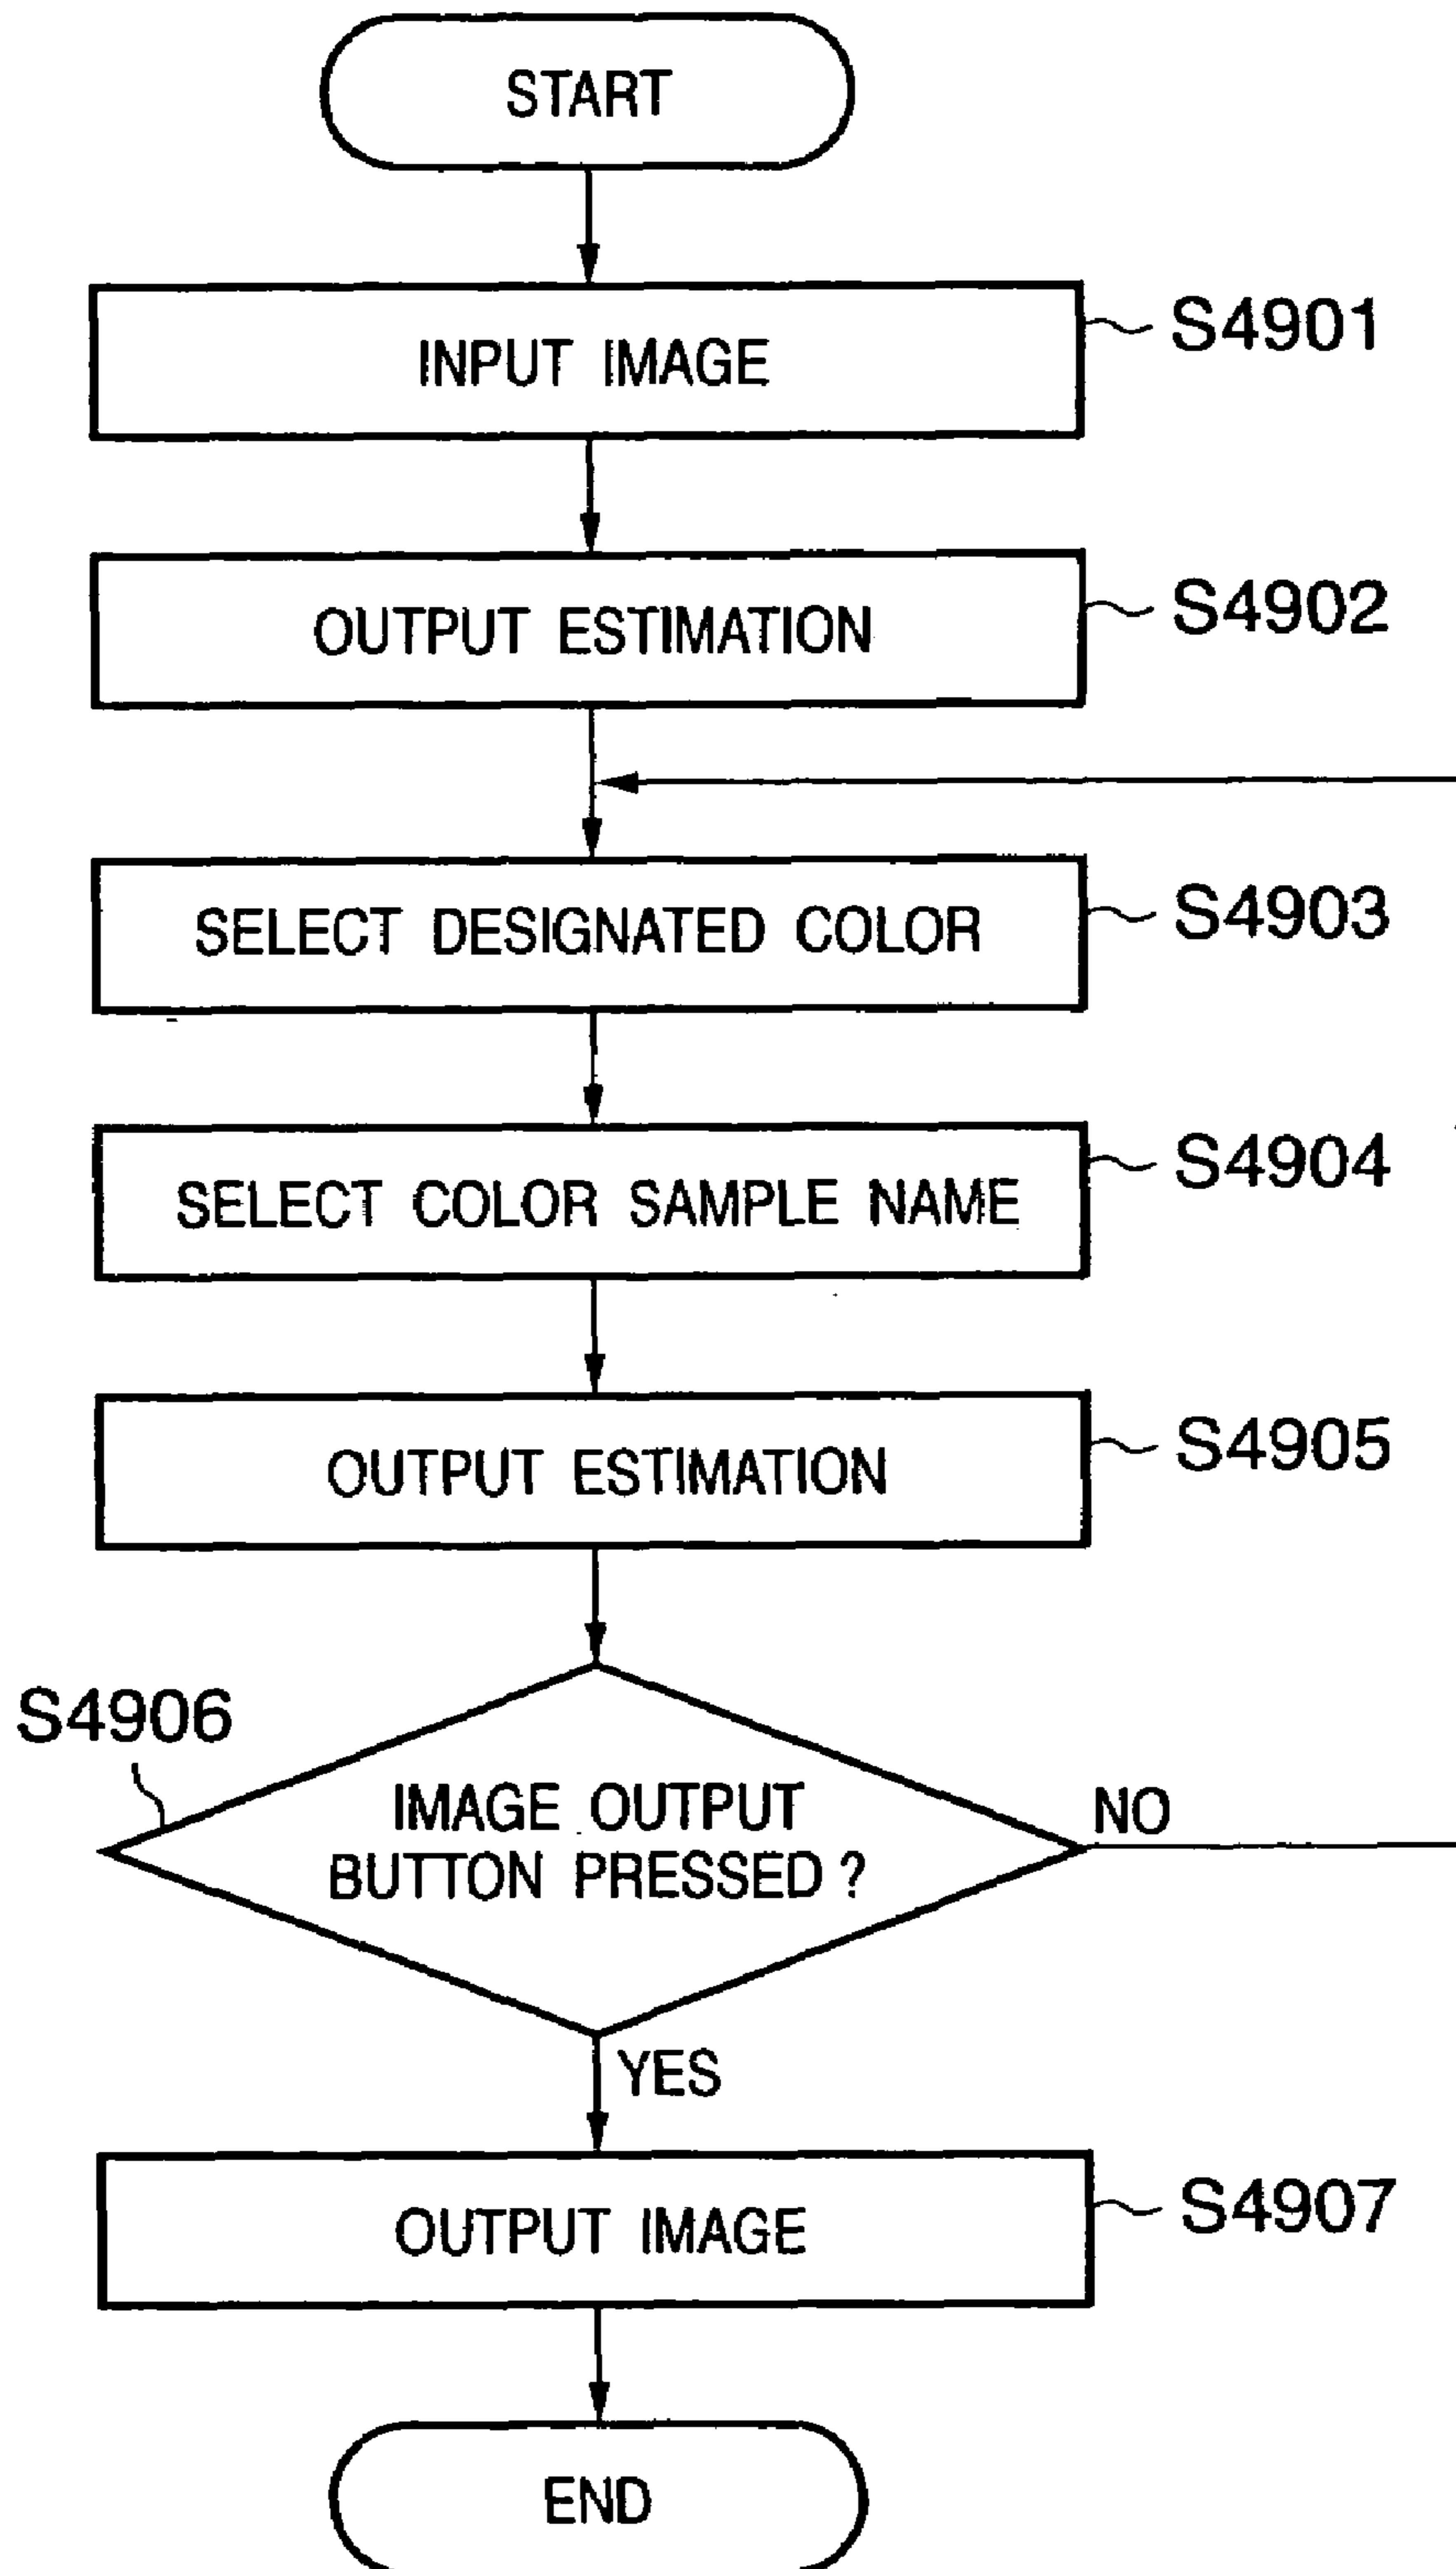 START
INPUT IMAGE
S4901
OUTPUT ESTIMATION
S4902
SELECT DESIGNATED COLOR
S4903
SELECT COLOR SAMPLE NAME
S4904
OUTPUT ESTIMATION
S4905
S4906
IMAGE OUTPUT
BUTTON PRESSED ?
NO
YES
OUTPUT IMAGE
S4907
END